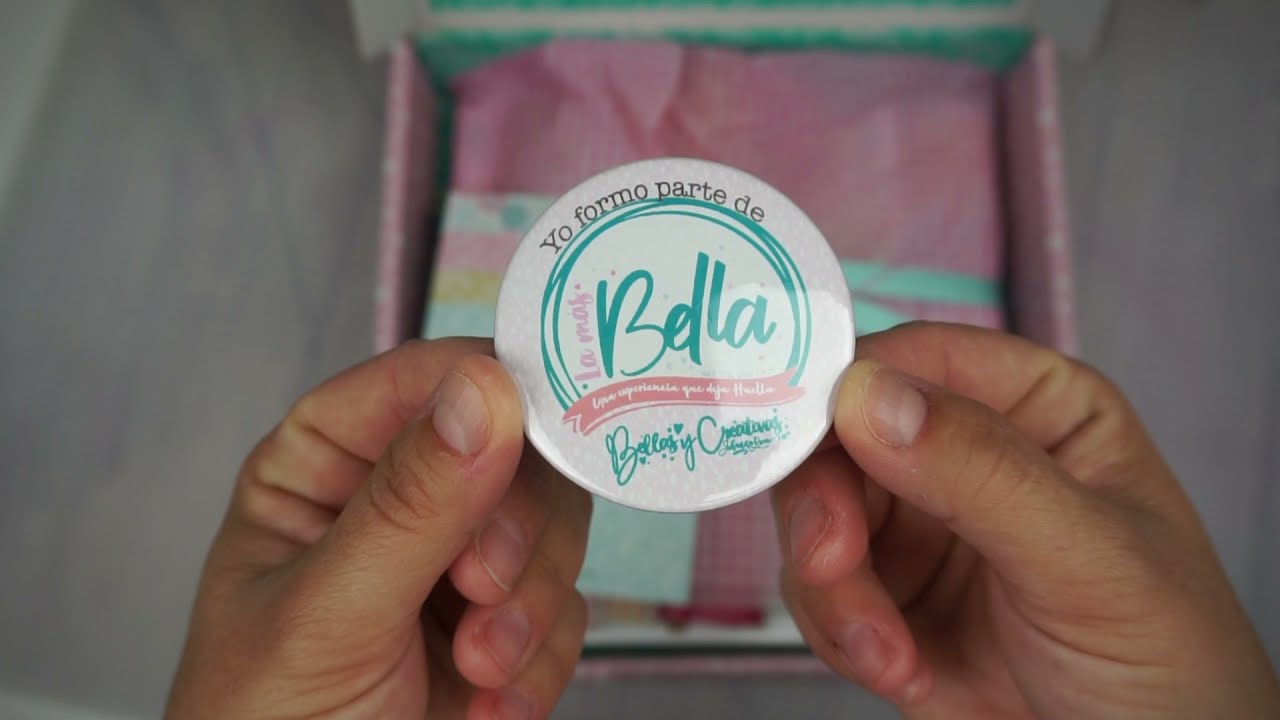 Yo formo parte de
La más
Bella
Una experiencia que deja Huella
Bellas y Creativas